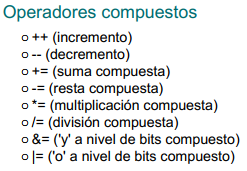 Operadores compuestos
o ++ (incremento)
o -- (decremento)
o += (suma compuesta)
o -= (resta compuesta)
o *= (multiplicación compuesta)
o /= (división compuesta)
o &= ('y' a nivel de bits compuesto)
o |= ('o' a nivel de bits compuesto)